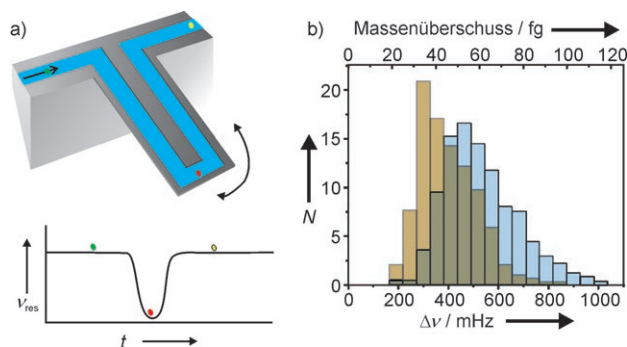 a)
ν res
t
b)
Massenüberschuss / fg
0 20 40 60 80 100 120
20
15
10
5
0
N
0 200 400 600 800 1000
Δν / mHz